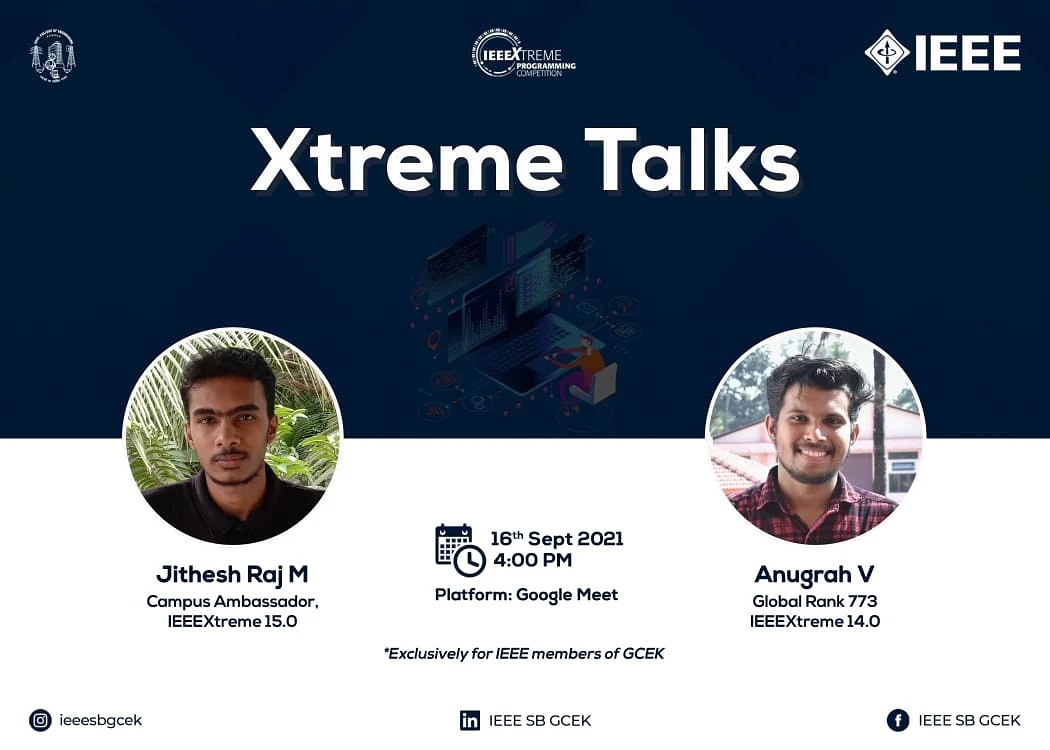 IEEEXTREME
PROGRAMMING
COMPETITION
IEEE
Xtreme Talks
16th Sept 2021
4:00 PM
Platform: Google Meet
Jithesh Raj M
Campus Ambassador,
IEEEXtreme 15.0
Anugrah V
Global Rank 773
IEEEXtreme 14.0
*Exclusively for IEEE members of GCEK
ieeesbgcek
IEEE SB GCEK
IEEE SB GCEK